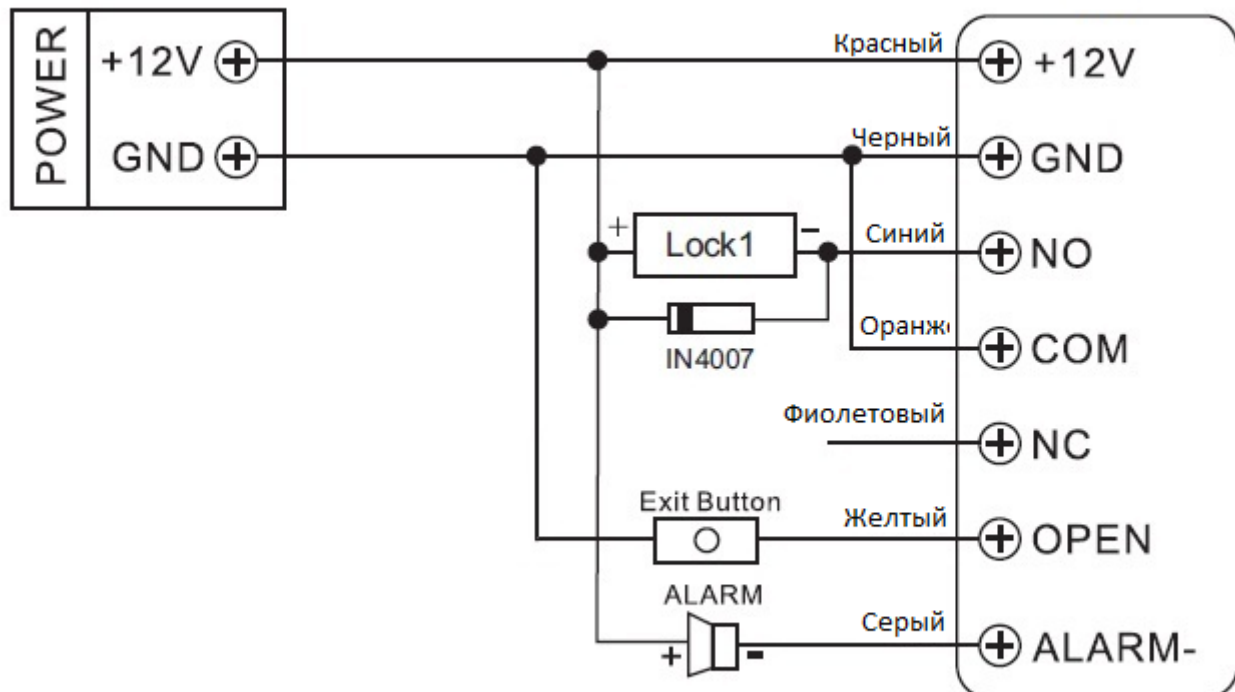 POWER
+12V
Красный
+12V
GND
Черный
GND
+ Lock1 -
Синий
NO
IN4007
Оранже
COM
Фиолетовый
NC
Exit Button
Желтый
OPEN
ALARM
+ -
Серый
ALARM-